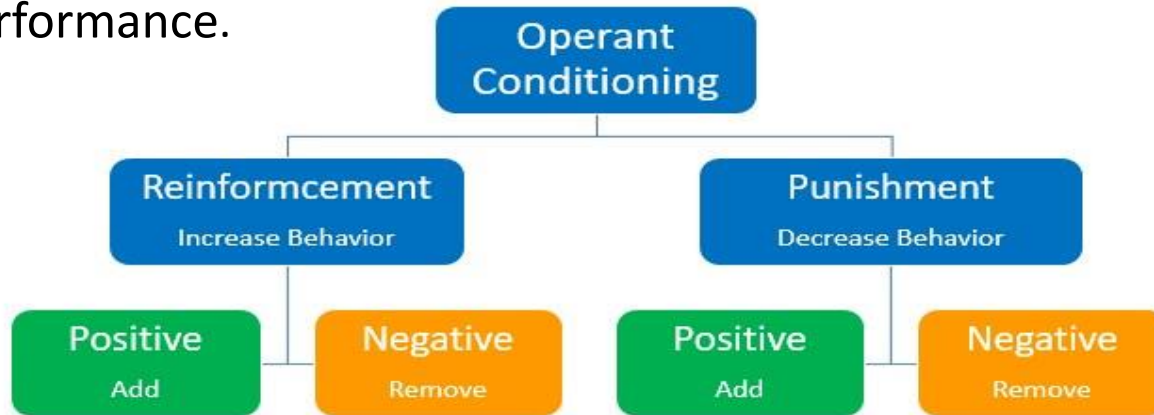 rformance.
Operant
Conditioning
Reinformcement
Increase Behavior
Punishment
Decrease Behavior
Positive
Add
Negative
Remove
Positive
Add
Negative
Remove